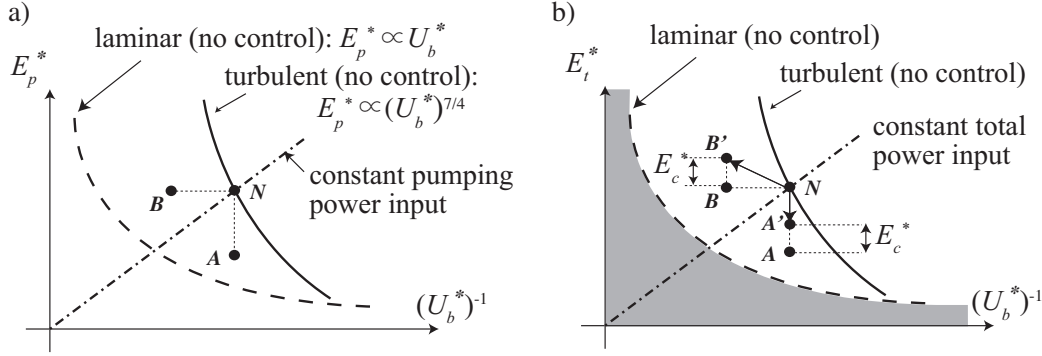 a)
laminar (no control): E_p^* ∝ U_b^*
E_p^*
turbulent (no control):
E_p^* ∝ (U_b^*)^{7/4}
constant pumping
power input
N
B
A
(U_b^*)^{-1}
b)
laminar (no control)
E_t^*
turbulent (no control)
constant total
power input
B'
E_c^*
B
N
A'
E_c^*
A
(U_b^*)^{-1}